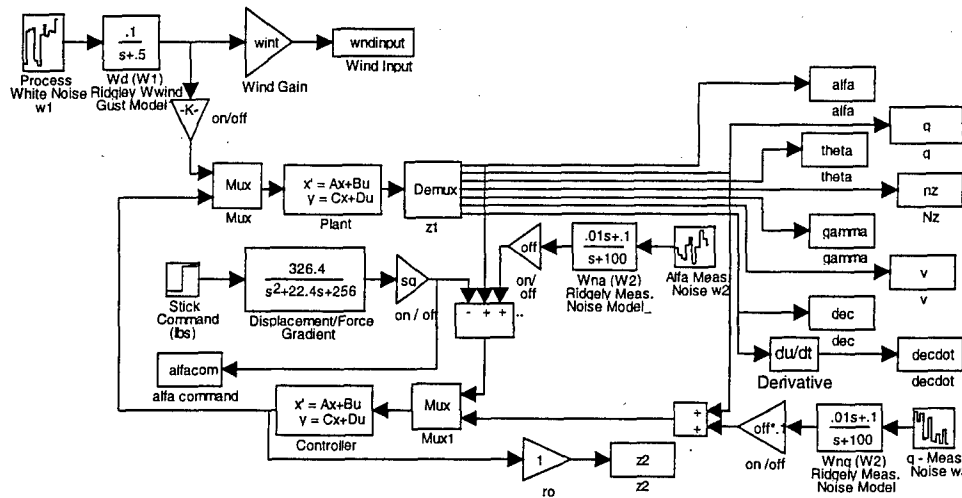 Process
White Noise
w1
.1
s+.5
Wd (W1)
Ridgley Wwind
Gust Model
wint
Wind Gain
wndinput
Wind Input
-K-
on/off
Mux
Mux
x' = Ax+Bu
y = Cx+Du
Plant
Demux
z1
alfa
alfa
q
q
theta
theta
nz
Nz
gamma
gamma
v
v
dec
dec
du/dt
Derivative
decdot
decdot
Stick
Command
(lbs)
326.4
s2+22.4s+256
Displacement/Force
Gradient
sq
on / off
- + +
off
on/
off
.01s+.1
s+100
Wna (W2)
Ridgely Meas.
Noise Model_
Alfa Meas.
Noise w2
alfacom
alfa command
x' = Ax+Bu
y = Cx+Du
Controller
Mux
Mux1
+
+
off*.1
on /off
.01s+.1
s+100
Wnq (W2)
Ridgely Meas.
Noise Model
q - Meas
Noise w
1
ro
z2
z2